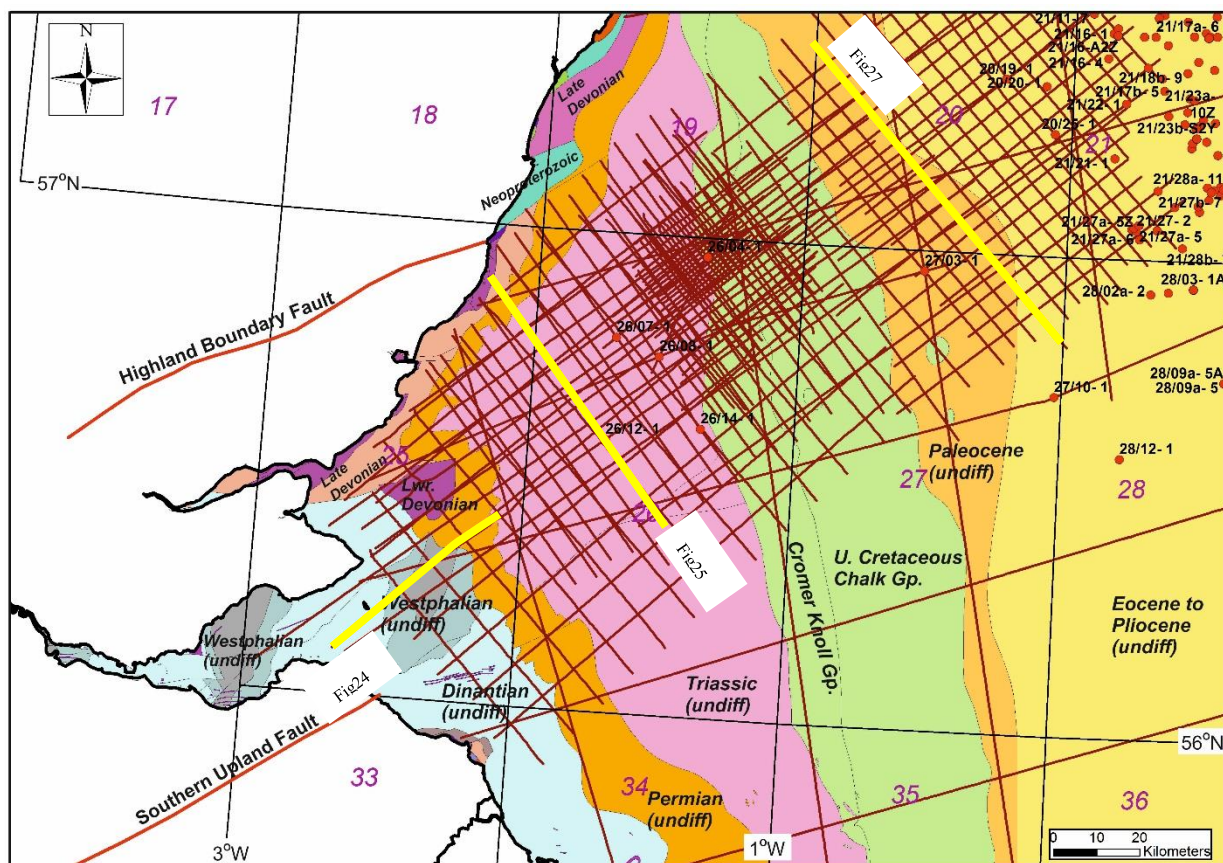 N
17
18
19
20
21
Late
Devonian
Neoproterozoic
57°N
Highland Boundary Fault
Fig27
21/11-7
21/16- 1
21/16-A2Z
21/16- 4
21/17a- 6
20/19- 1
20/20- 1
21/18b- 9
21/17b- 5
21/22- 1
21/23a-
10Z
20/25- 1
21/23b-S2Y
21/21- 1
21/28a- 11
21/27b- 7
21/27a- 5Z
21/27- 2
21/27a- 6
21/27a- 5
21/28b-
28/03- 1A
28/02a- 2
26/04- 1
27/03- 1
26/07- 1
26/08- 1
28/09a- 5A
28/09a- 5
27/10- 1
26/12- 1
26/14- 1
28/12- 1
25
Late
Devonian
Lwr.
Devonian
26
27
28
Paleocene
(undiff)
Fig25
Cromer Knoll Gp.
U. Cretaceous
Chalk Gp.
Eocene to
Pliocene
(undiff)
Westphalian
(undiff)
Westphalian
(undiff)
Fig24
Dinantian
(undiff)
Triassic
(undiff)
Southern Upland Fault
56°N
33
34
35
36
Permian
(undiff)
3°W
1°W
0 10 20
Kilometers